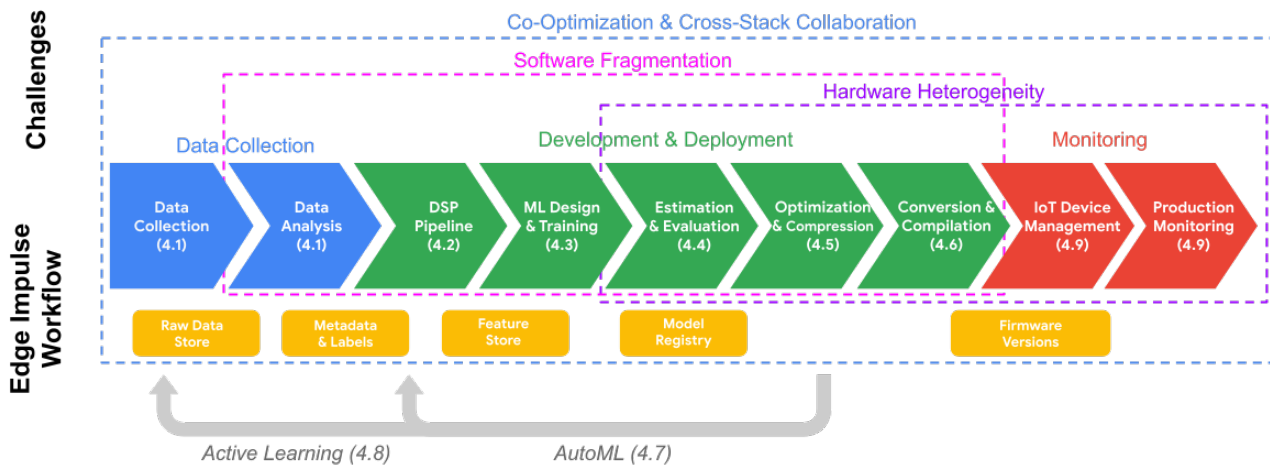 Challenges
Co-Optimization & Cross-Stack Collaboration
Software Fragmentation
Hardware Heterogeneity
Data Collection
Development & Deployment
Monitoring
Data
Collection
(4.1)
Data
Analysis
(4.1)
DSP
Pipeline
(4.2)
ML Design
& Training
(4.3)
Estimation
& Evaluation
(4.4)
Optimization
& Compression
(4.5)
Conversion &
Compilation
(4.6)
IoT Device
Management
(4.9)
Production
Monitoring
(4.9)
Edge Impulse
Workflow
Raw Data
Store
Metadata
& Labels
Feature
Store
Model
Registry
Firmware
Versions
Active Learning (4.8)
AutoML (4.7)